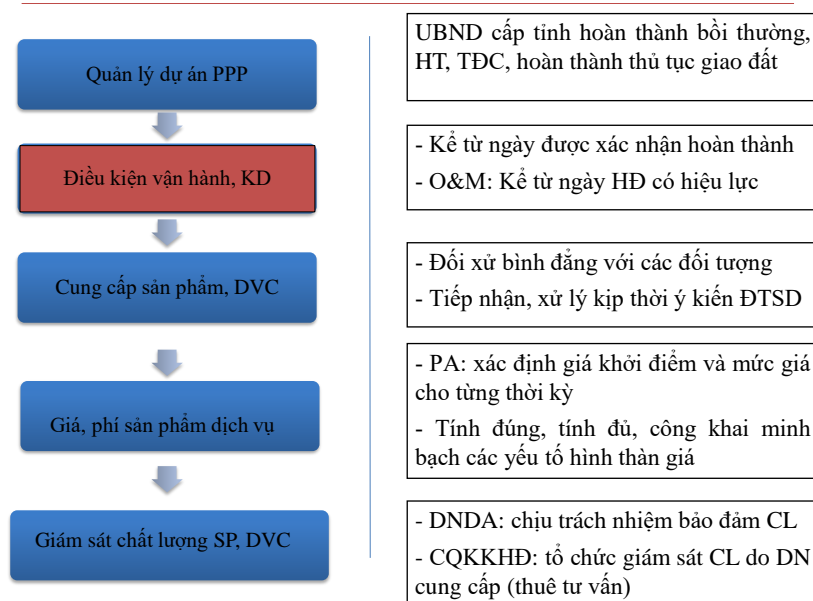 Quản lý dự án PPP
UBND cấp tỉnh hoàn thành bồi thường,
HT, TĐC, hoàn thành thủ tục giao đất
Điều kiện vận hành, KD
- Kể từ ngày được xác nhận hoàn thành
- O&M: Kể từ ngày HĐ có hiệu lực
Cung cấp sản phẩm, DVC
- Đối xử bình đẳng với các đối tượng
- Tiếp nhận, xử lý kịp thời ý kiến ĐTSD
Giá, phí sản phẩm dịch vụ
- PA: xác định giá khởi điểm và mức giá
cho từng thời kỳ
- Tính đúng, tính đủ, công khai minh
bạch các yếu tố hình thàn giá
Giám sát chất lượng SP, DVC
- DNDA: chịu trách nhiệm bảo đảm CL
- CQKKHĐ: tổ chức giám sát CL do DN
cung cấp (thuê tư vấn)